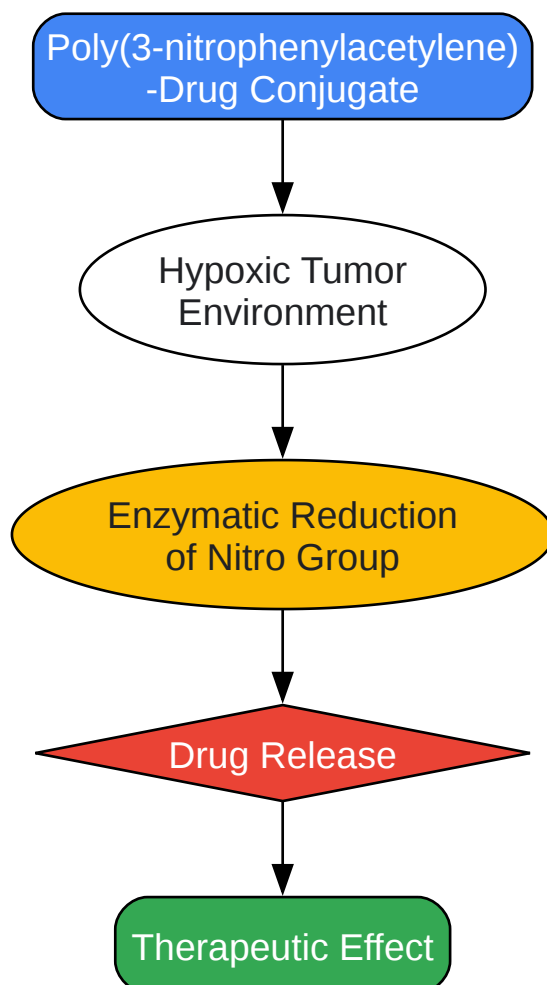 Poly(3-nitrophenylacetylene)
-Drug Conjugate
Hypoxic Tumor
Environment
Enzymatic Reduction
of Nitro Group
Drug Release
Therapeutic Effect